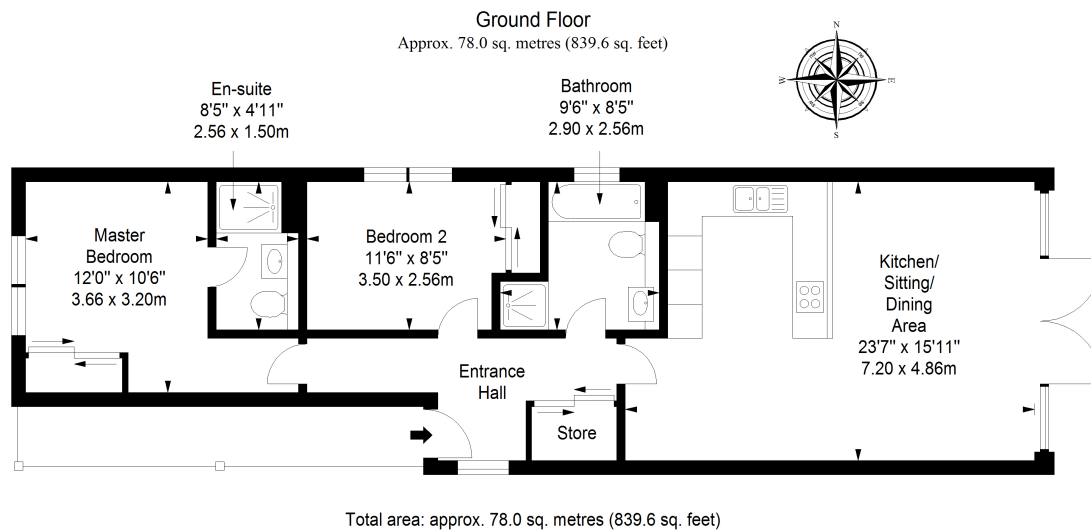 Ground Floor
Approx. 78.0 sq. metres (839.6 sq. feet)
N
W
E
S
En-suite
8'5" x 4'11"
2.56 x 1.50m
Bathroom
9'6" x 8'5"
2.90 x 2.56m
Master
Bedroom
12'0" x 10'6"
3.66 x 3.20m
Bedroom 2
11'6" x 8'5"
3.50 x 2.56m
Kitchen/
Sitting/
Dining
Area
23'7" x 15'11"
7.20 x 4.86m
Entrance
Hall
Store
Total area: approx. 78.0 sq. metres (839.6 sq. feet)